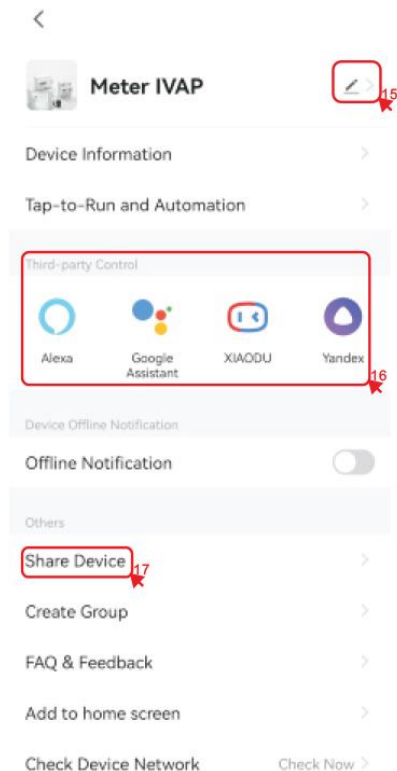 Meter IVAP
15
Device Information
Tap-to-Run and Automation
Third-party Control
Alexa
Google
Assistant
XIAODU
Yandex
16
Device Offline Notification
Offline Notification
Others
Share Device
17
Create Group
FAQ & Feedback
Add to home screen
Check Device Network Check Now